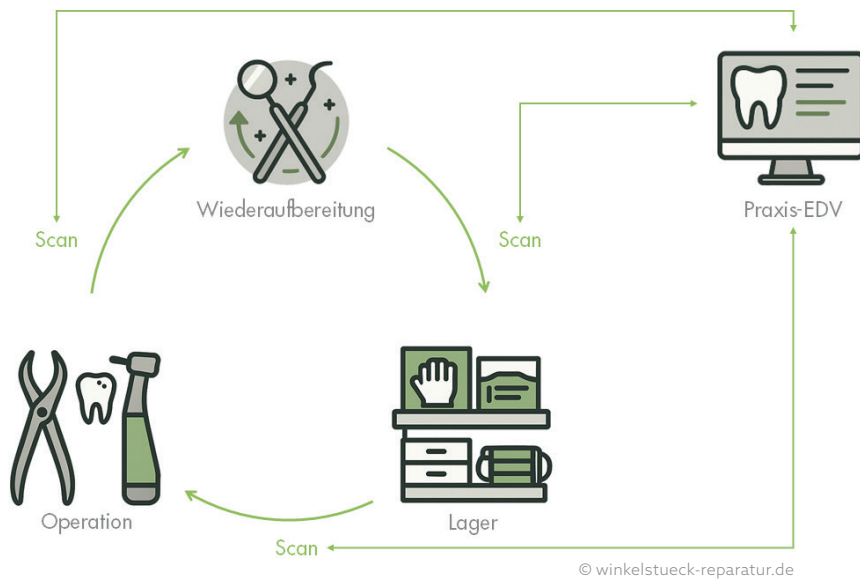 Wiederaufbereitung
Praxis-EDV
Scan
Scan
Operation
Lager
Scan
© winkelstueck-reparatur.de